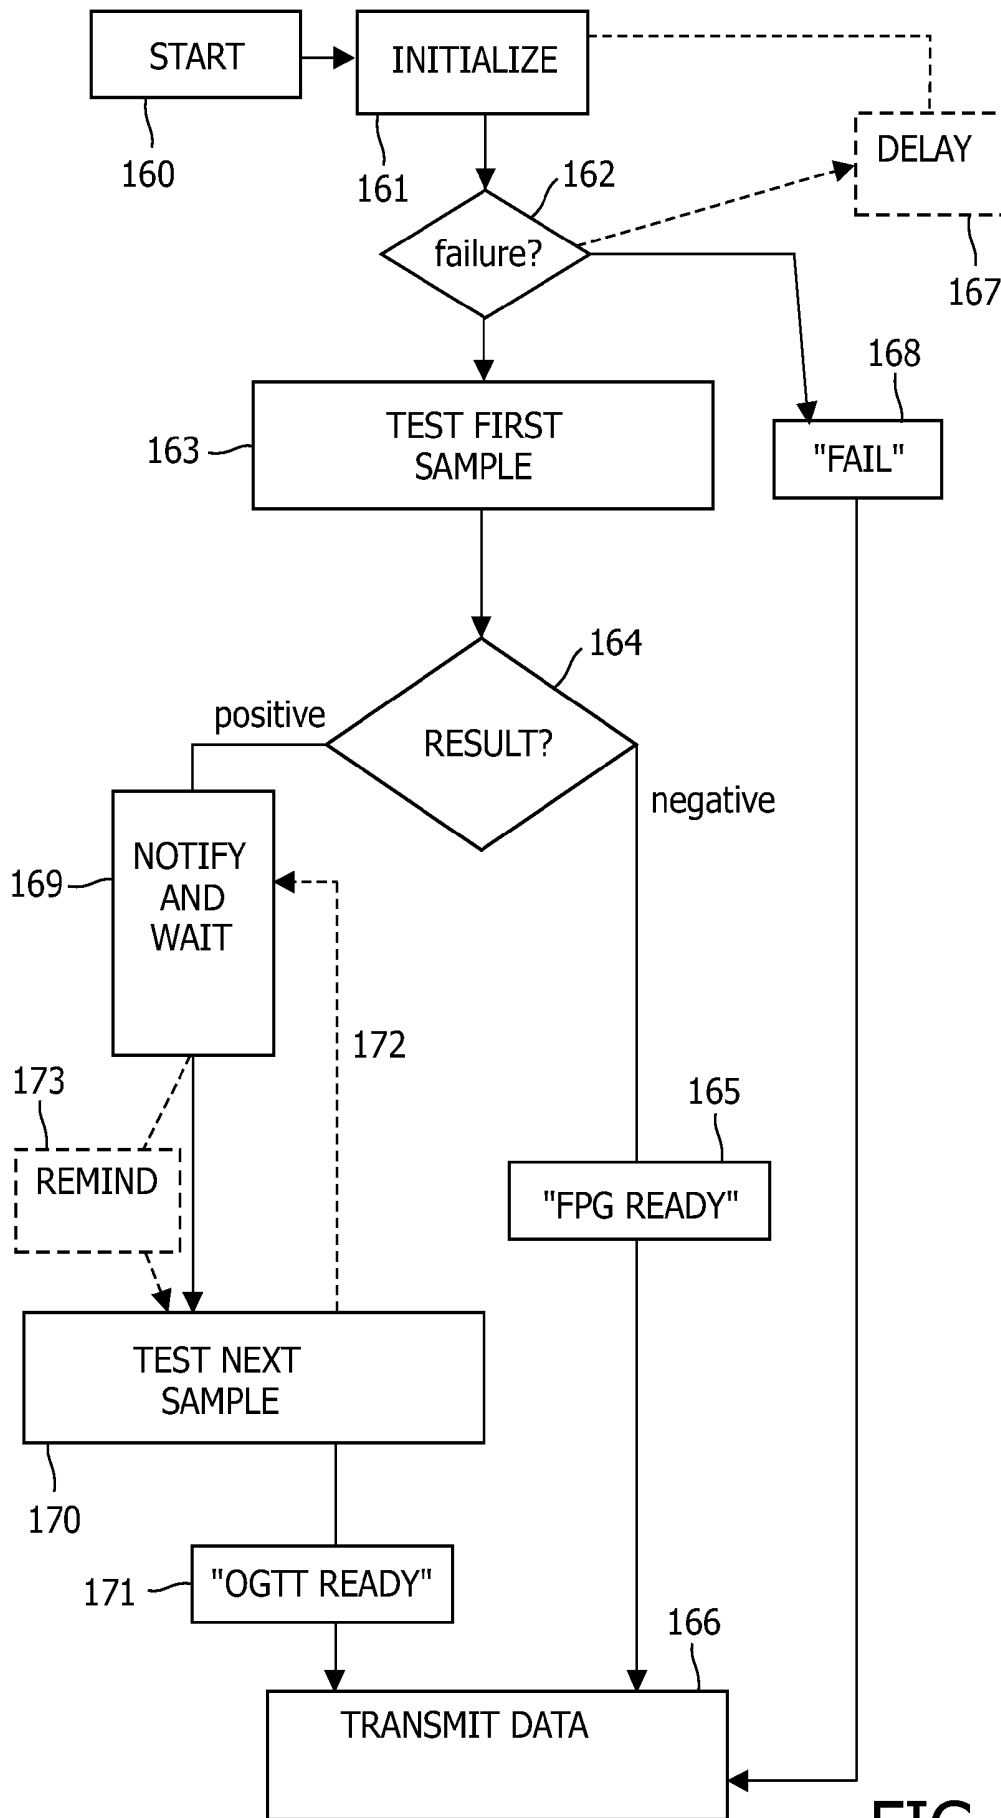 START
INITIALIZE
160
161
162
DELAY
failure?
167
168
163
TEST FIRST
SAMPLE
"FAIL"
164
positive
RESULT?
negative
169
NOTIFY
AND
WAIT
172
173
165
REMIND
"FPG READY"
TEST NEXT
SAMPLE
170
171
"OGTT READY"
166
TRANSMIT DATA
FIG